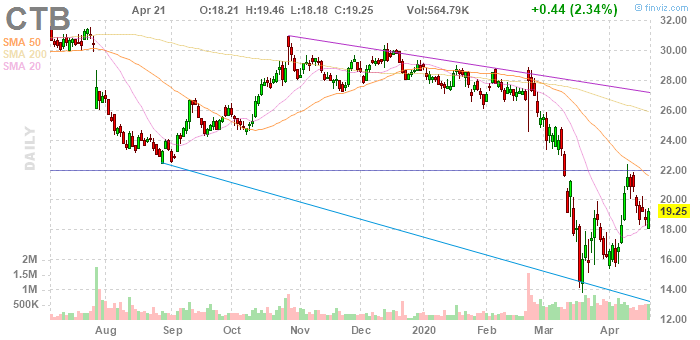 CTB Apr 21 O:18.21 H:19.46 L:18.18 C:19.25 Vol:564.79K +0.44 (2.34%) © finviz.com
SMA 50
SMA 200
SMA 20
DAILY
32.00
30.00
28.00
26.00
24.00
22.00
20.00
19.25
18.00
16.00
14.00
12.00
2M
1.5M
1M
500K
Aug Sep Oct Nov Dec 2020 Feb Mar Apr